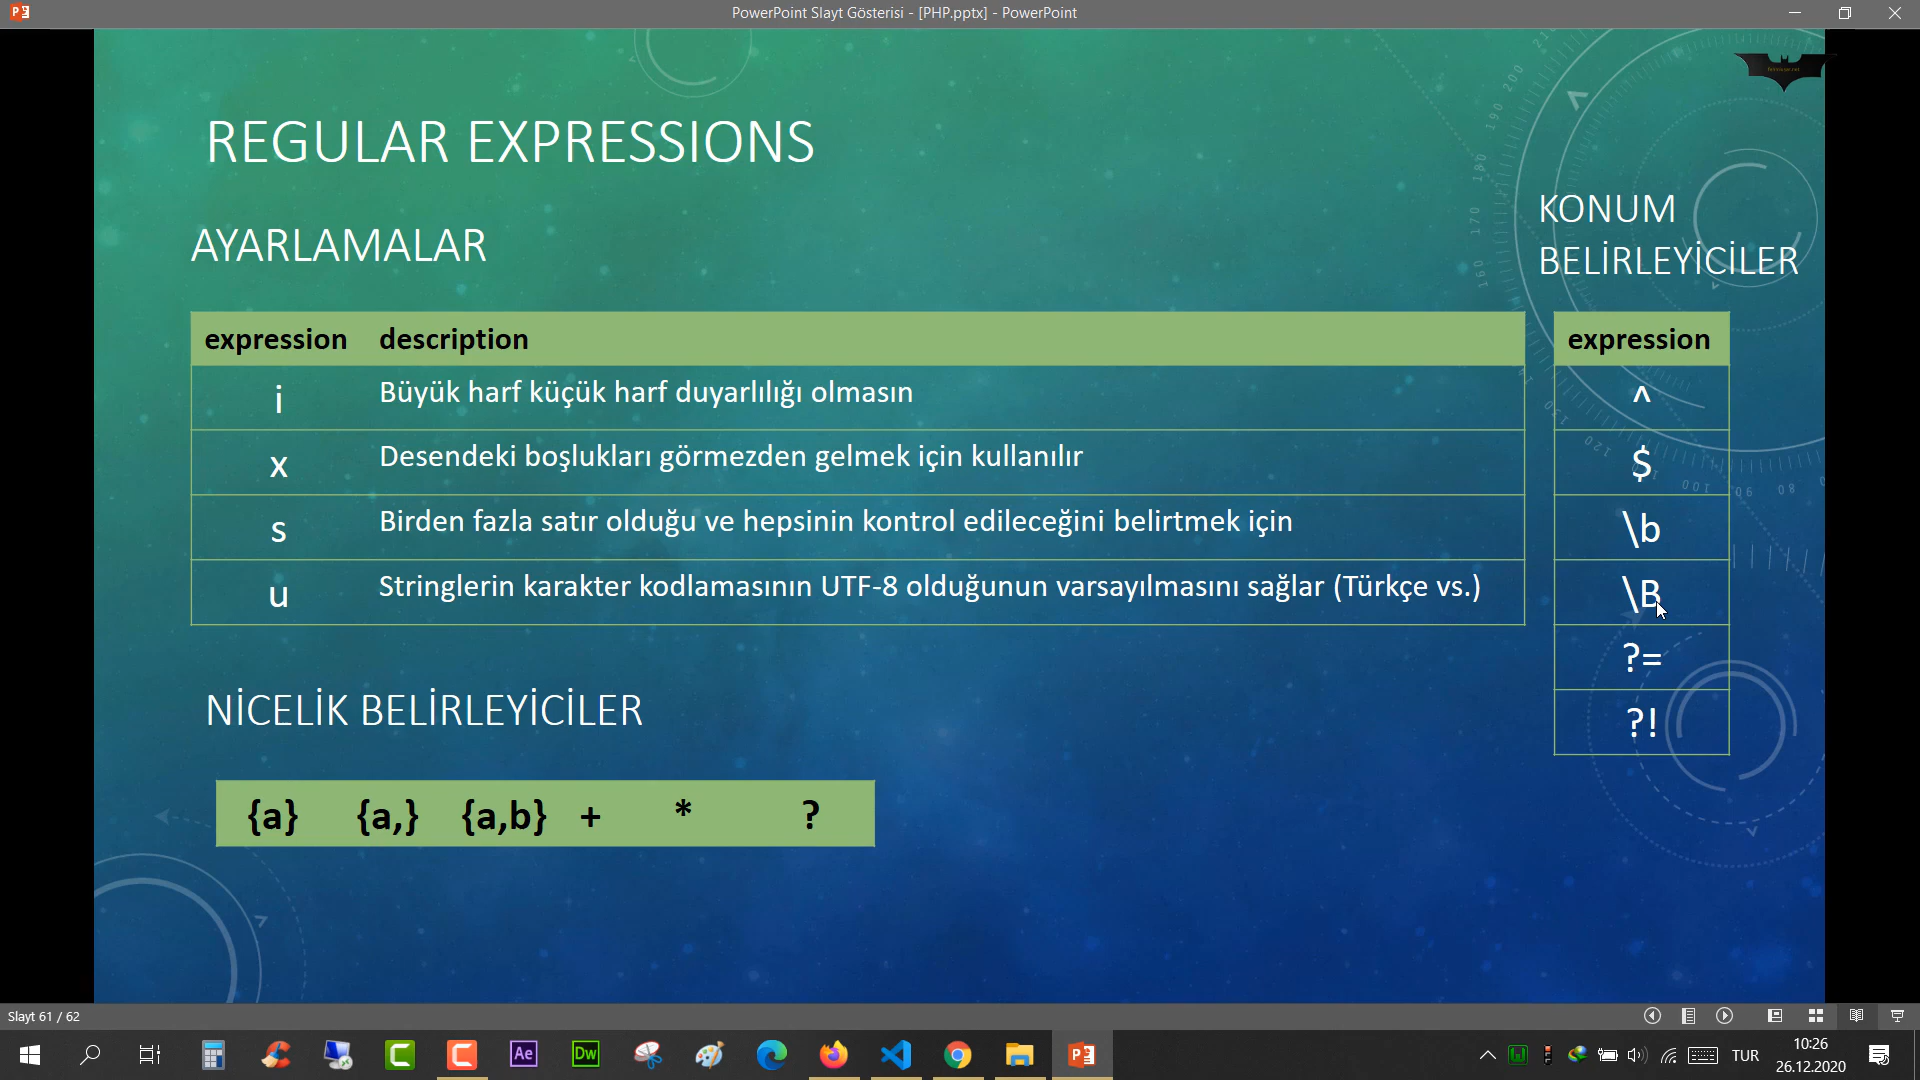 PowerPoint Slayt Gösterisi - [PHP.pptx] - PowerPoint
REGULAR EXPRESSIONS
AYARLAMALAR
expression description
i Büyük harf küçük harf duyarlılığı olmasın
x Desendeki boşlukları görmezden gelmek için kullanılır
s Birden fazla satır olduğu ve hepsinin kontrol edileceğini belirtmek için
u Stringlerin karakter kodlamasının UTF-8 olduğunun varsayılmasını sağlar (Türkçe vs.)
KONUM
BELİRLEYİCİLER
expression
^
$
\b
\B
?=
?!
NİCELİK BELİRLEYİCİLER
{a} {a,} {a,b} + * ?
Slayt 61 / 62
Ae
Dw
TUR
10:26
26.12.2020